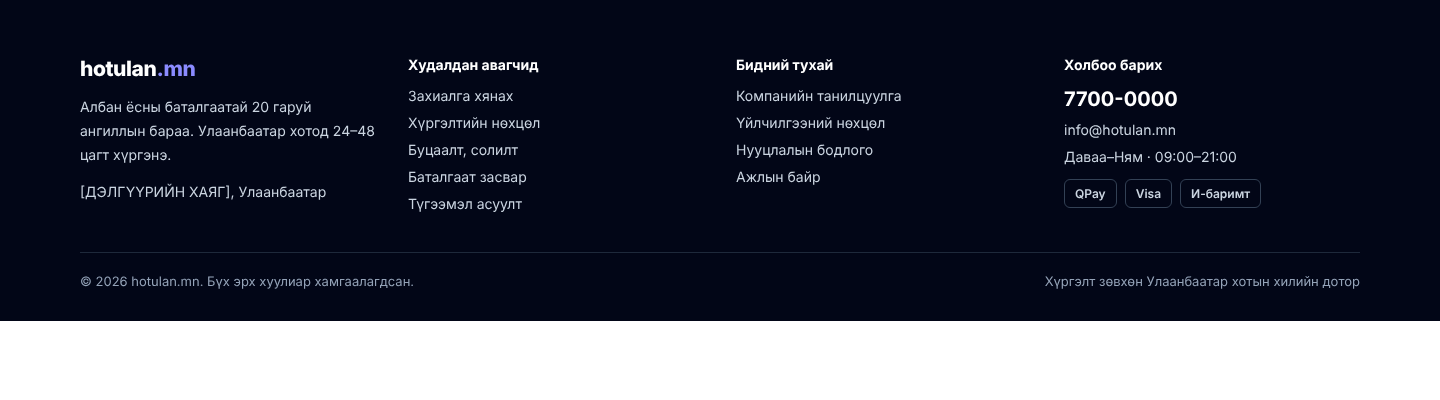 hotulan.mn
Албан ёсны баталгаатай 20 гаруй
ангиллын бараа. Улаанбаатар хотод 24–48
цагт хүргэнэ.
[ДЭЛГҮҮРИЙН ХАЯГ], Улаанбаатар
Худалдан авагчид
Захиалга хянах
Хүргэлтийн нөхцөл
Буцаалт, солилт
Баталгаат засвар
Түгээмэл асуулт
Бидний тухай
Компанийн танилцуулга
Үйлчилгээний нөхцөл
Нууцлалын бодлого
Ажлын байр
Холбоо барих
7700-0000
info@hotulan.mn
Даваа–Ням · 09:00–21:00
QPay Visa И-баримт
© 2026 hotulan.mn. Бүх эрх хуулиар хамгаалагдсан.
Хүргэлт зөвхөн Улаанбаатар хотын хилийн дотор